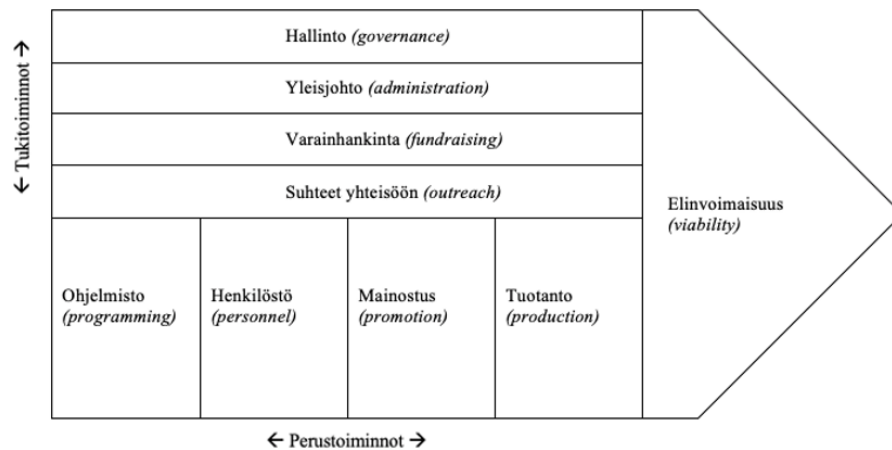 Hallinto (governance)
← Tukitoiminnot →
Yleisjohto (administration)
Varainhankinta (fundraising)
Suhteet yhteisöön (outreach)
Elinvoimaisuus
(viability)
Ohjelmisto
(programming)
Henkilöstö
(personnel)
Mainostus
(promotion)
Tuotanto
(production)
← Perustoiminnot →